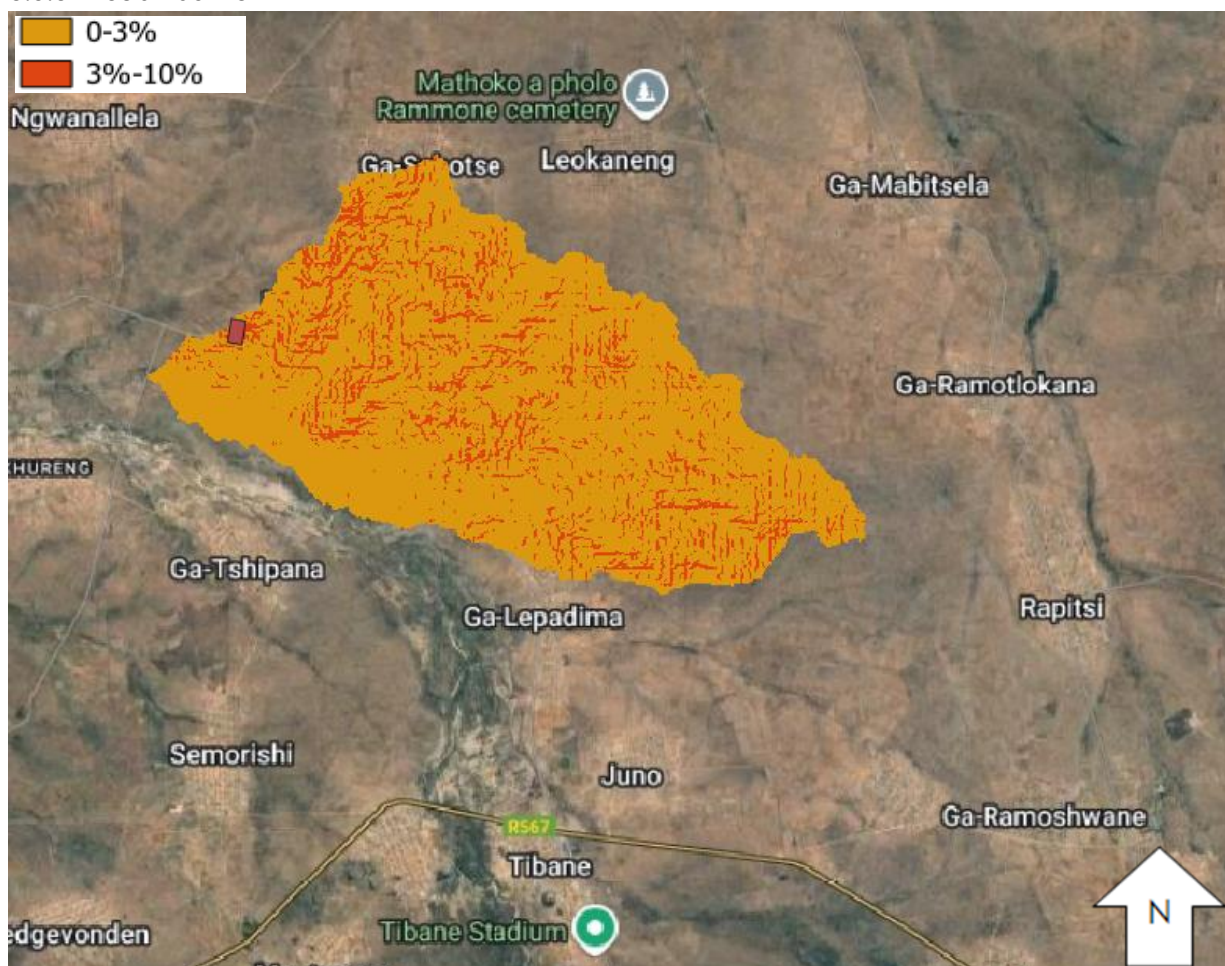 0-3%
3%-10%
Mathoko a pholo
Rammone cemetery
Ngwanallela
Leokaneng
Ga-Mabitsela
Ga-Ramotlokana
KHURENG
Ga-Tshipana
Ga-Lepadima
Rapitsi
Semorishi
Juno
Ga-Ramoshwane
R567
Tibane
N
Tibane Stadium
edgevonden